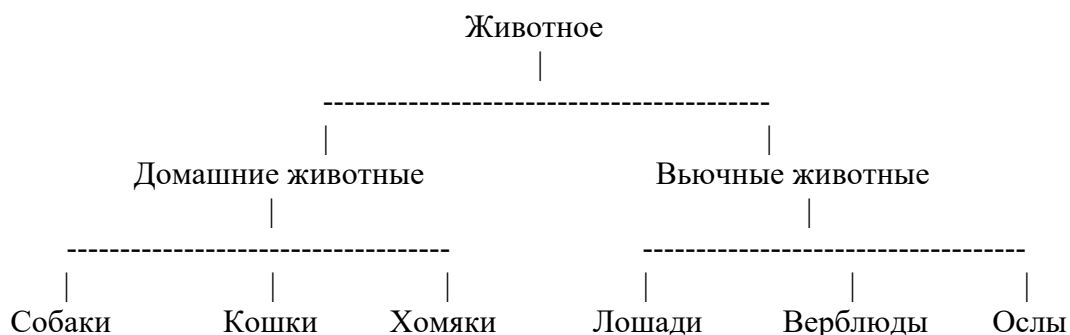 Животное
Домашние животные Вьючные животные
Собаки Кошки Хомяки Лошади Верблюды Ослы